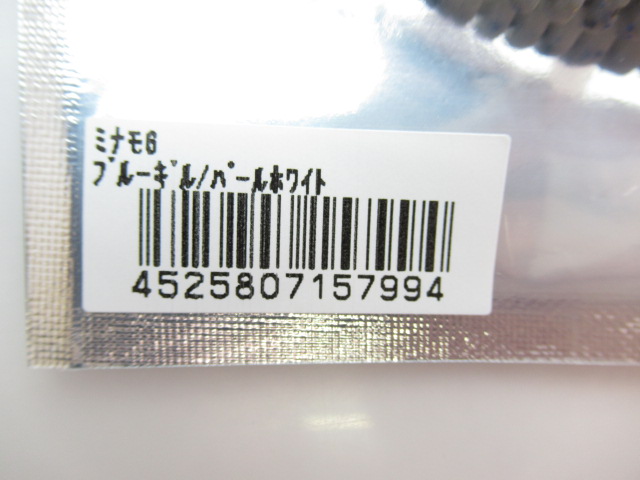 ﾐﾅﾓ6
ﾌﾞﾙｰｷﾞﾙ/ﾊﾟｰﾙﾎﾜｲﾄ
4525807157994